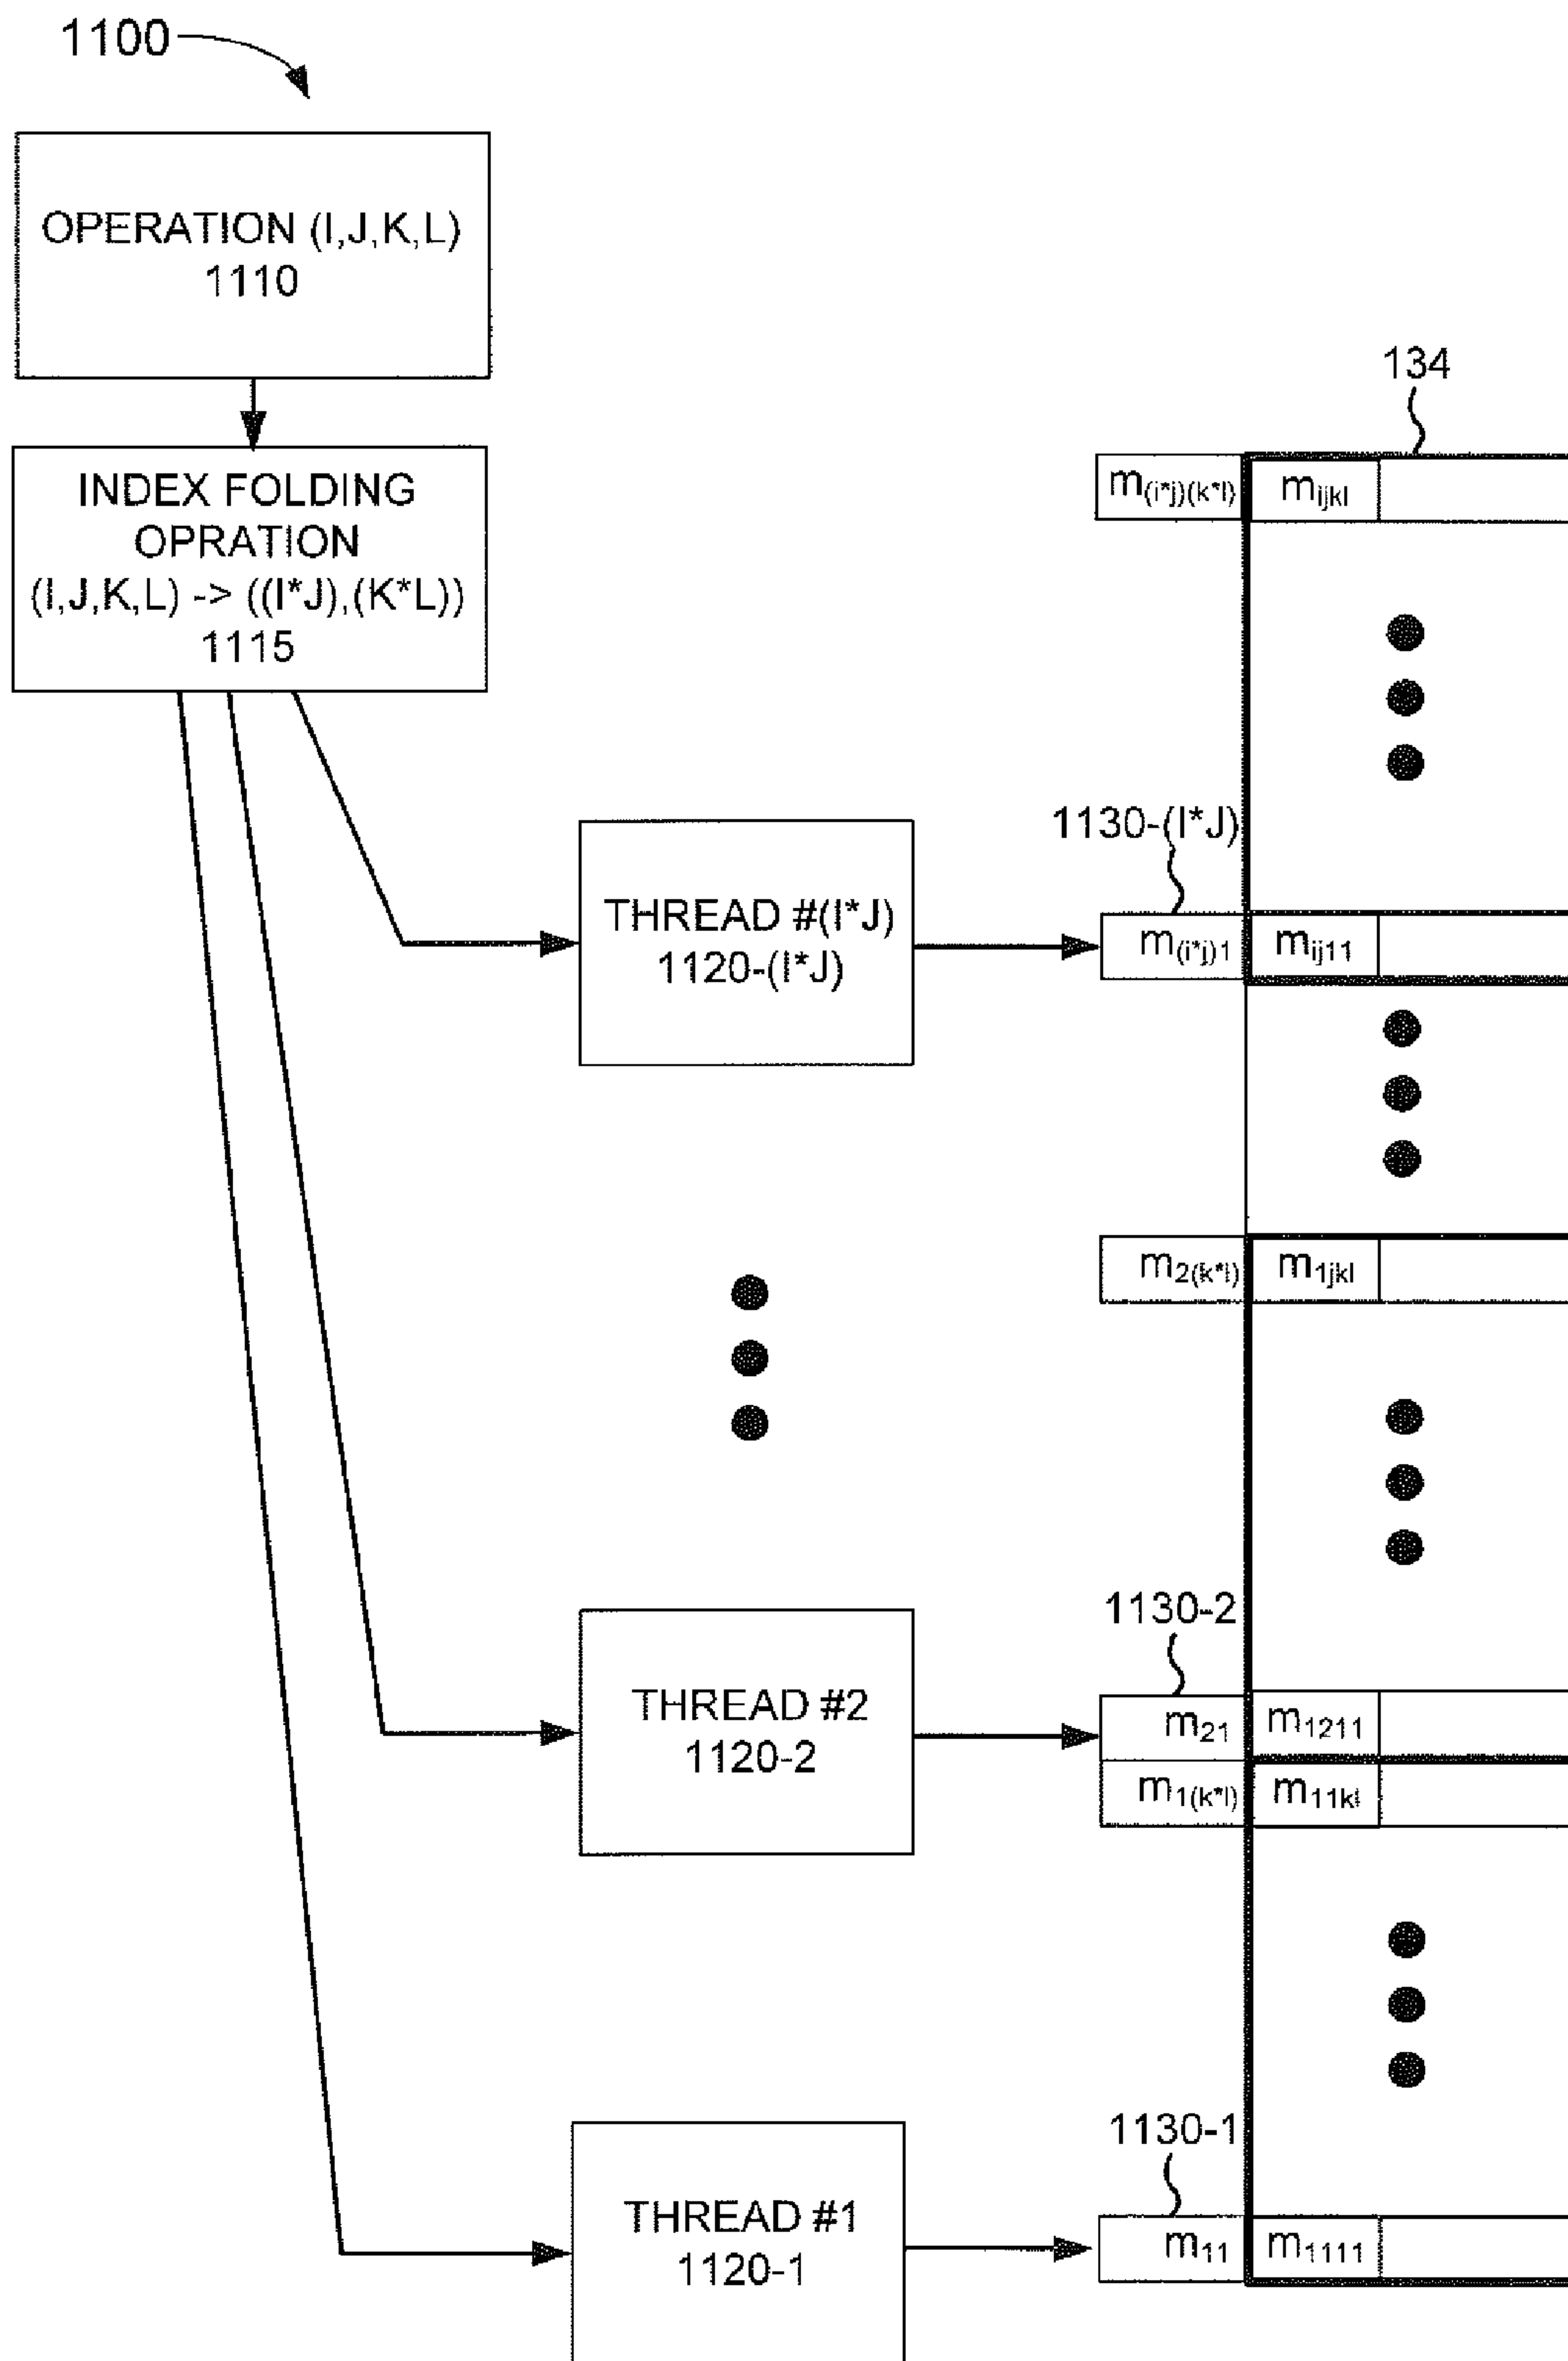 1100
OPERATION (I,J,K,L)
1110
INDEX FOLDING
OPRATION
(I,J,K,L) -> ((I*J),(K*L))
1115
134
m(i*j)(k*l) mijkl
1130-(I*J)
THREAD #(I*J)
1120-(I*J)
m(i*j)1 mij11
m2(k*l) m1jkl
1130-2
THREAD #2
1120-2
m21 m1211
m1(k*l) m11kl
1130-1
THREAD #1
1120-1
m11 m1111